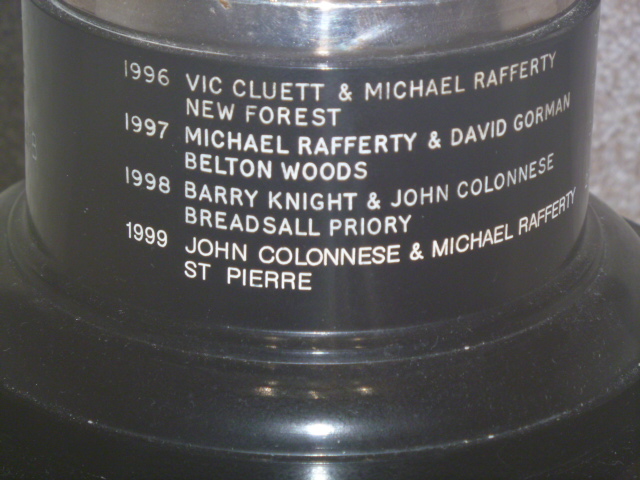 1996 VIC CLUETT & MICHAEL RAFFERTY
NEW FOREST
1997 MICHAEL RAFFERTY & DAVID GORMAN
BELTON WOODS
1998 BARRY KNIGHT & JOHN COLONNESE
BREADSALL PRIORY
1999 JOHN COLONNESE & MICHAEL RAFFERTY
ST PIERRE